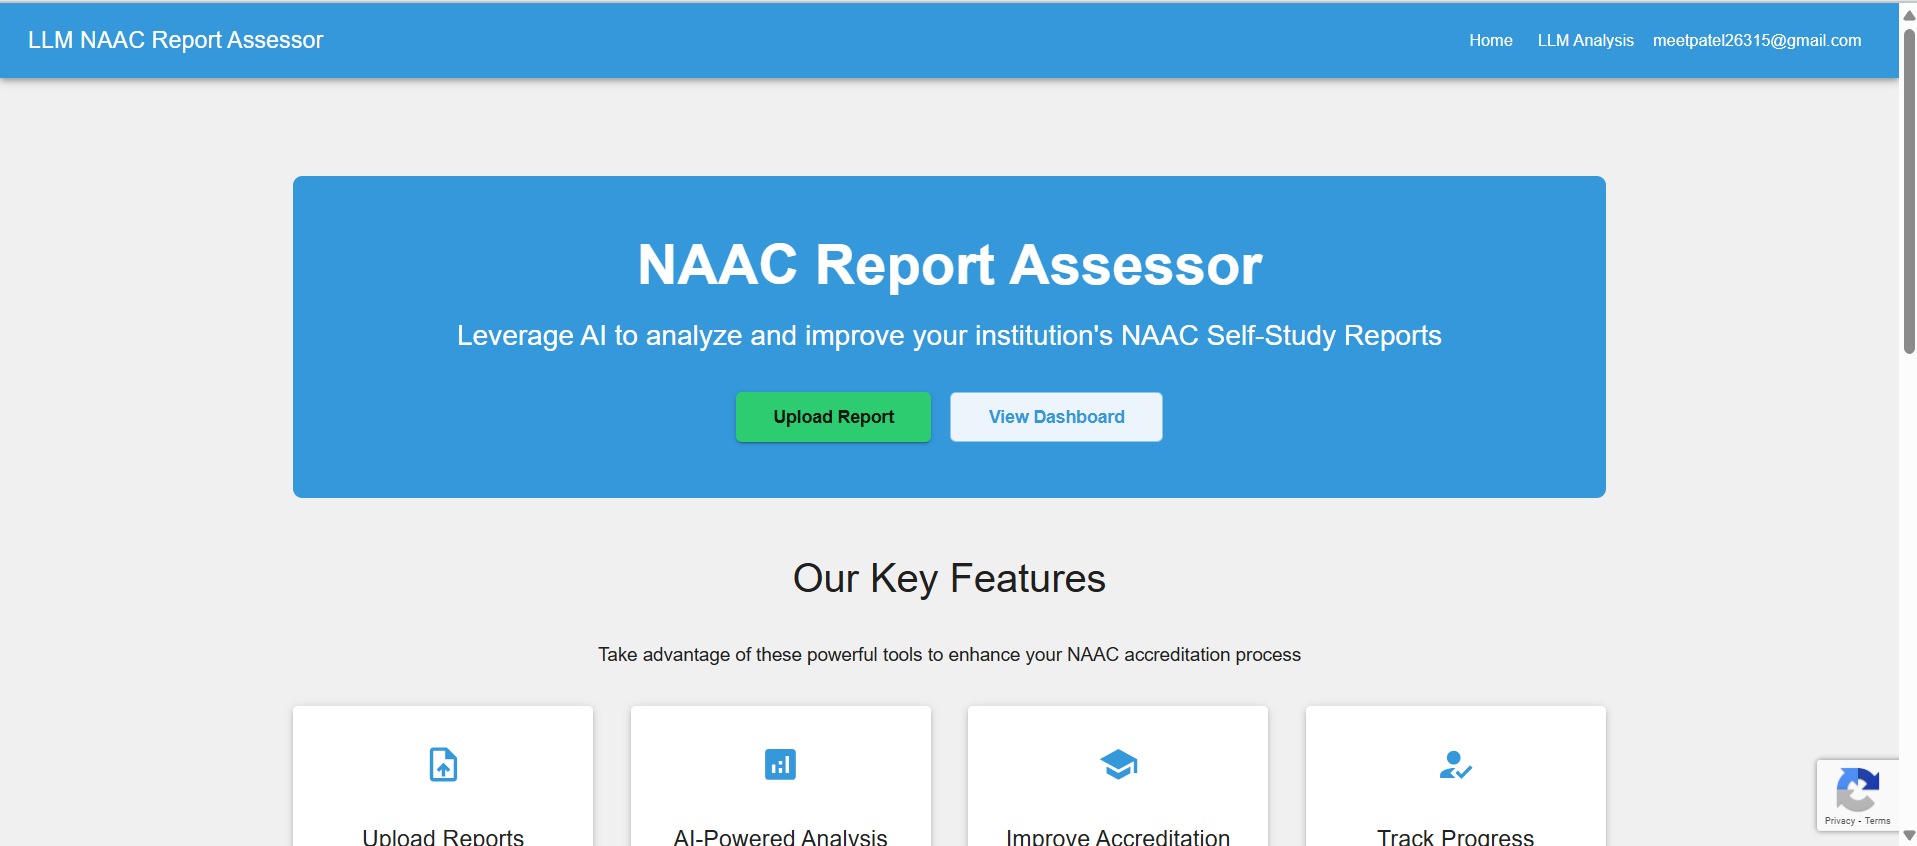 LLM NAAC Report Assessor
Home LLM Analysis meetpatel26315@gmail.com
NAAC Report Assessor
Leverage AI to analyze and improve your institution's NAAC Self-Study Reports
Upload Report View Dashboard
Our Key Features
Take advantage of these powerful tools to enhance your NAAC accreditation process
Upload Reports
AI-Powered Analysis
Improve Accreditation
Track Progress
Privacy - Terms